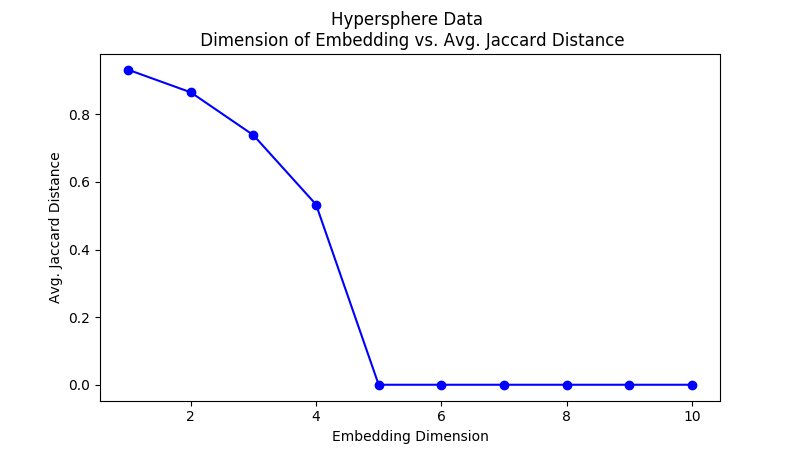 Hypersphere Data
Dimension of Embedding vs. Avg. Jaccard Distance
Avg. Jaccard Distance
0.8
0.6
0.4
0.2
0.0
2 4 6 8 10
Embedding Dimension